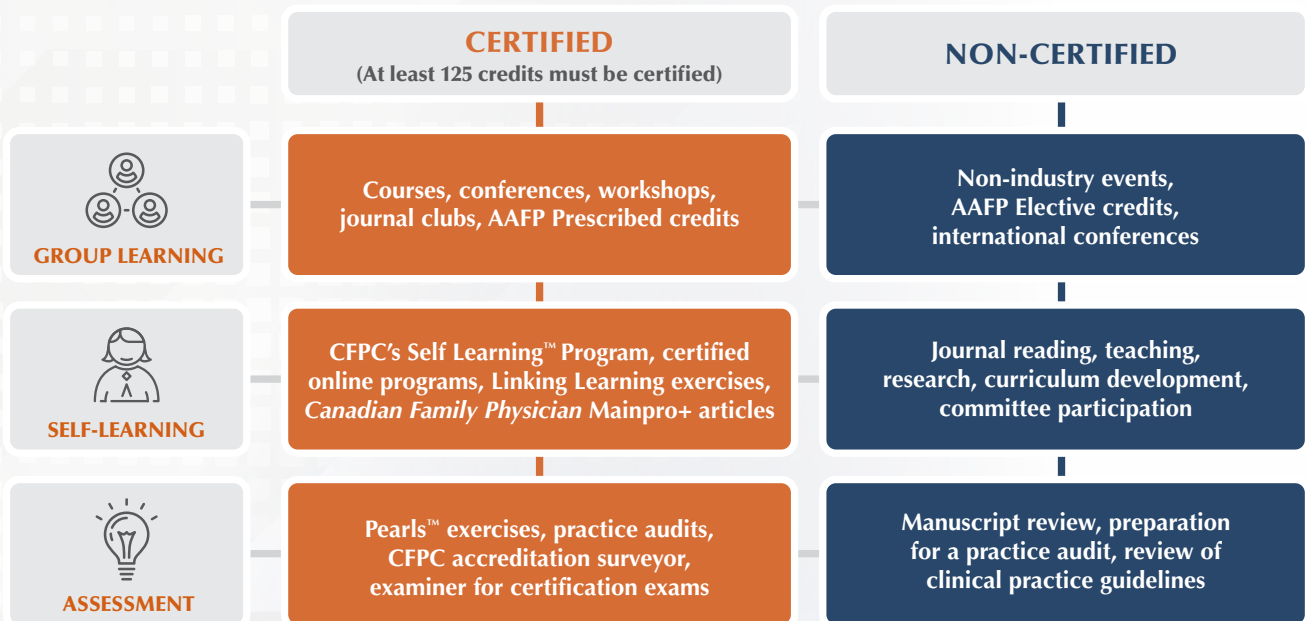 CERTIFIED
(At least 125 credits must be certified)
NON-CERTIFIED
GROUP LEARNING
Courses, conferences, workshops,
journal clubs, AAFP Prescribed credits
Non-industry events,
AAFP Elective credits,
international conferences
SELF-LEARNING
CFPC’s Self Learning™ Program, certified
online programs, Linking Learning exercises,
Canadian Family Physician Mainpro+ articles
Journal reading, teaching,
research, curriculum development,
committee participation
ASSESSMENT
Pearls™ exercises, practice audits,
CFPC accreditation surveyor,
examiner for certification exams
Manuscript review, preparation
for a practice audit, review of
clinical practice guidelines